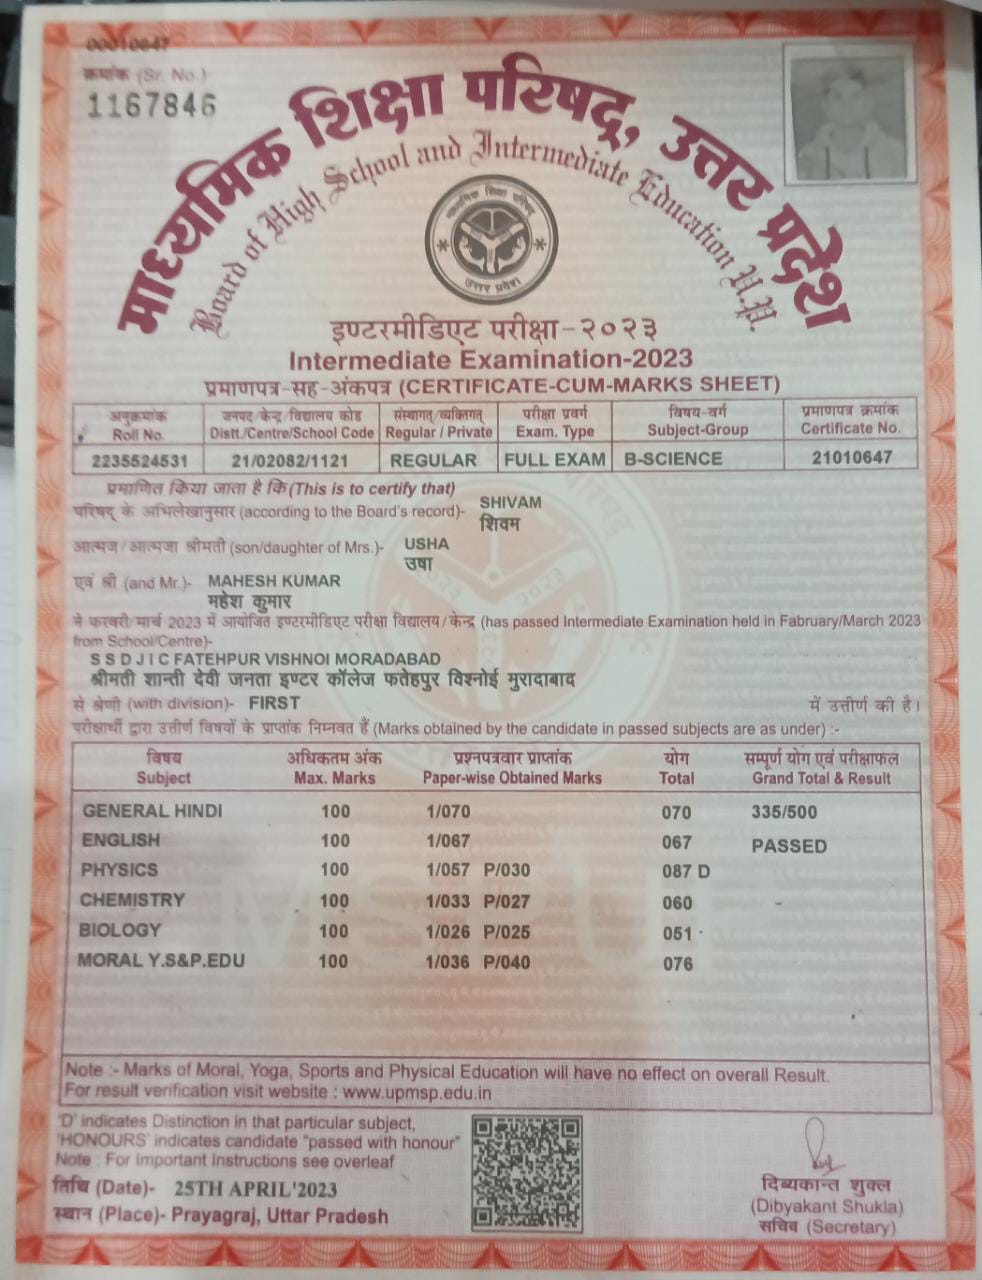 00010647
क्रमांक (Sr. No.)
1167846
माध्यमिक शिक्षा परिषद्, उत्तर प्रदेश
Board of High School and Intermediate Education U.P.
माध्यमिक शिक्षा परिषद्
उत्तर प्रदेश
इण्टरमीडिएट परीक्षा-२०२३
Intermediate Examination-2023
प्रमाणपत्र-सह-अंकपत्र (CERTIFICATE-CUM-MARKS SHEET)
अनुक्रमांक जनपद/केन्द्र/विद्यालय कोड संस्थागत/व्यक्तिगत परीक्षा प्रवर्ग विषय-वर्ग प्रमाणपत्र क्रमांक
Roll No. Distt./Centre/School Code Regular / Private Exam. Type Subject-Group Certificate No.
2235524531 21/02082/1121 REGULAR FULL EXAM B-SCIENCE 21010647
प्रमाणित किया जाता है कि (This is to certify that)
परिषद् के अभिलेखानुसार (according to the Board's record)- SHIVAM
शिवम
आत्मज/आत्मजा श्रीमती (son/daughter of Mrs.)- USHA
उषा
एवं श्री (and Mr.)- MAHESH KUMAR
महेश कुमार
ने फरवरी/मार्च 2023 में आयोजित इण्टरमीडिएट परीक्षा विद्यालय/केन्द्र (has passed Intermediate Examination held in Fabruary/March 2023
from School/Centre)-
S S D J I C FATEHPUR VISHNOI MORADABAD
श्रीमती शान्ती देवी जनता इण्टर कॉलेज फतेहपुर विश्नोई मुरादाबाद
से श्रेणी (with division)- FIRST में उत्तीर्ण की है।
परीक्षार्थी द्वारा उत्तीर्ण विषयों के प्राप्तांक निम्नवत हैं (Marks obtained by the candidate in passed subjects are as under) :-
विषय अधिकतम अंक प्रश्नपत्रवार प्राप्तांक योग सम्पूर्ण योग एवं परीक्षाफल
Subject Max. Marks Paper-wise Obtained Marks Total Grand Total & Result
GENERAL HINDI 100 1/070 070 335/500
ENGLISH 100 1/067 067 PASSED
PHYSICS 100 1/057 P/030 087 D
CHEMISTRY 100 1/033 P/027 060
BIOLOGY 100 1/026 P/025 051
MORAL Y.S&P.EDU 100 1/036 P/040 076
Note :- Marks of Moral, Yoga, Sports and Physical Education will have no effect on overall Result.
For result verification visit website : www.upmsp.edu.in
'D' indicates Distinction in that particular subject,
'HONOURS' indicates candidate "passed with honour"
Note : For Important Instructions see overleaf
तिथि (Date)- 25TH APRIL'2023
स्थान (Place)- Prayagraj, Uttar Pradesh
दिब्यकान्त शुक्ल
(Dibyakant Shukla)
सचिव (Secretary)